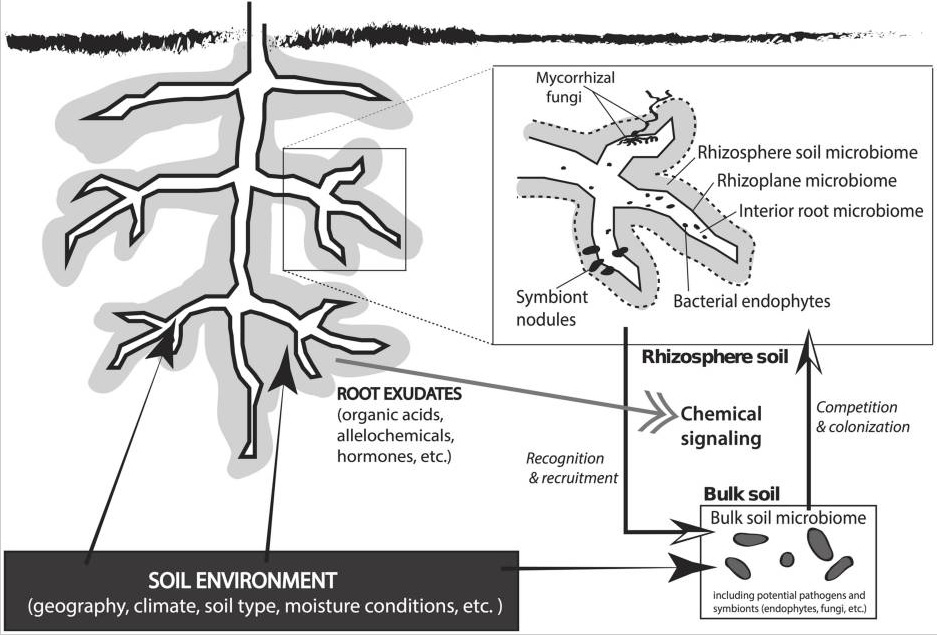 Mycorrhizal
fungi
Rhizosphere soil microbiome
Rhizoplane microbiome
Interior root microbiome
Symbiont
nodules
Bacterial endophytes
Rhizosphere soil
ROOT EXUDATES
(organic acids,
allelochemicals,
hormones, etc.)
Chemical
signaling
Competition
& colonization
Recognition
& recruitment
Bulk soil
Bulk soil microbiome
including potential pathogens and
symbionts (endophytes, fungi, etc.)
SOIL ENVIRONMENT
(geography, climate, soil type, moisture conditions, etc. )